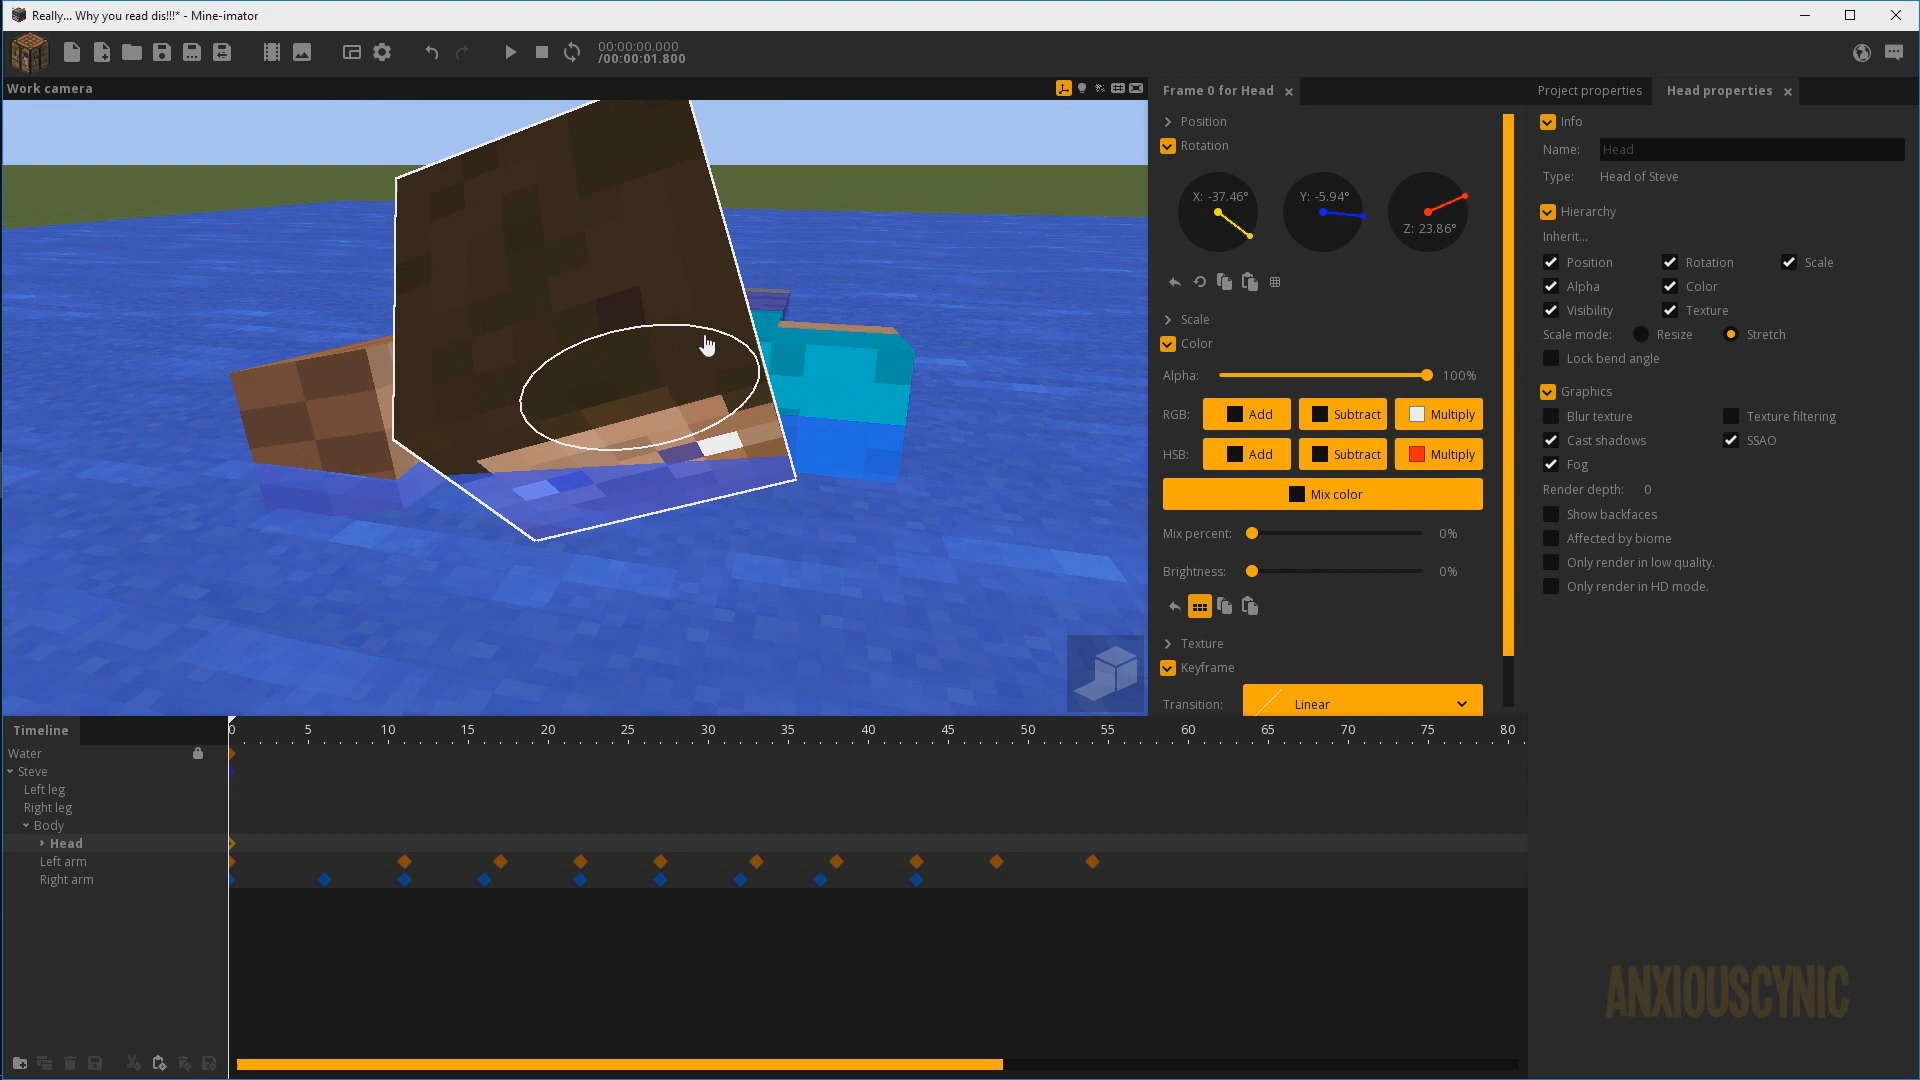 Really... Why you read dis!!!* - Mine-imator
00:00:00.000
/00:00:01.800
Work camera
Frame 0 for Head
Position
Rotation
X: -37.46°
Y: -5.94°
Z: 23.86°
Scale
Color
Alpha:
100%
RGB:
Add
Subtract
Multiply
HSB:
Add
Subtract
Multiply
Mix color
Mix percent:
0%
Brightness:
0%
Texture
Keyframe
Transition:
Linear
Project properties
Head properties
Info
Name:
Head
Type:
Head of Steve
Hierarchy
Inherit...
Position
Rotation
Scale
Alpha
Color
Visibility
Texture
Scale mode:
Resize
Stretch
Lock bend angle
Graphics
Blur texture
Texture filtering
Cast shadows
SSAO
Fog
Render depth:
0
Show backfaces
Affected by biome
Only render in low quality.
Only render in HD mode.
Timeline
0 5 10 15 20 25 30 35 40 45 50 55 60 65 70 75 80
Water
Steve
Left leg
Right leg
Body
Head
Left arm
Right arm
ANXIOUSCYNIC